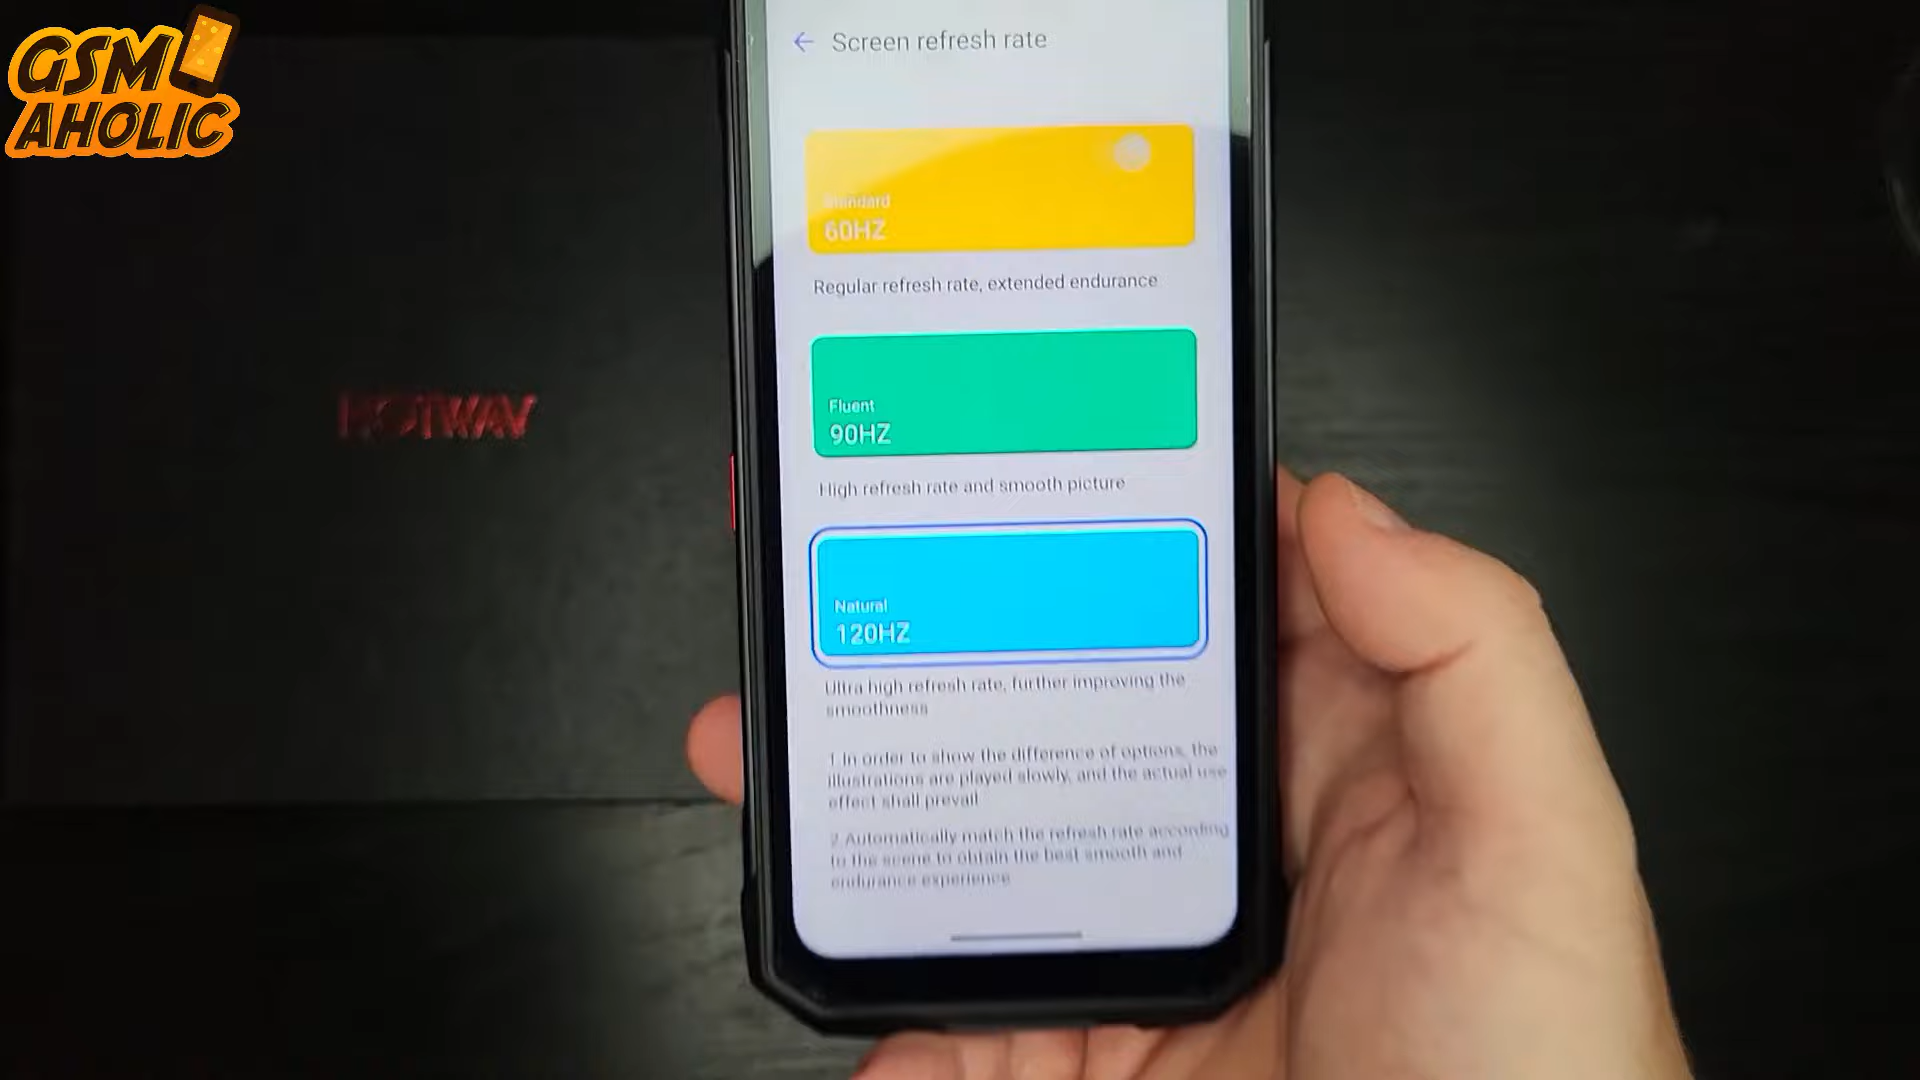 GSM
AHOLIC
HOTWAV
Screen refresh rate
Standard
60HZ
Regular refresh rate, extended endurance
Fluent
90HZ
High refresh rate and smooth picture
Natural
120HZ
Ultra high refresh rate, further improving the
smoothness
1.In order to show the difference of options, the
illustrations are played slowly, and the actual use
effect shall prevail
2.Automatically match the refresh rate according
to the scene to obtain the best smooth and
endurance experience